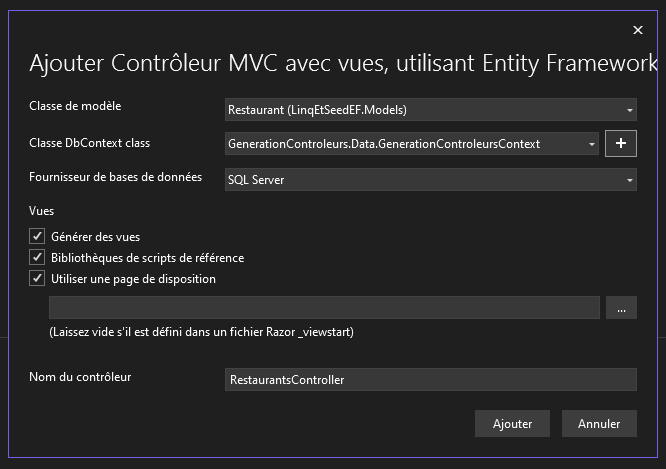 Ajouter Contrôleur MVC avec vues, utilisant Entity Framework
Classe de modèle
Restaurant (LinqEtSeedEF.Models)
Classe DbContext class
GenerationControleurs.Data.GenerationControleursContext
+
Fournisseur de bases de données
SQL Server
Vues
Générer des vues
Bibliothèques de scripts de référence
Utiliser une page de disposition
...
(Laissez vide s'il est défini dans un fichier Razor _viewstart)
Nom du contrôleur
RestaurantsController
Ajouter
Annuler